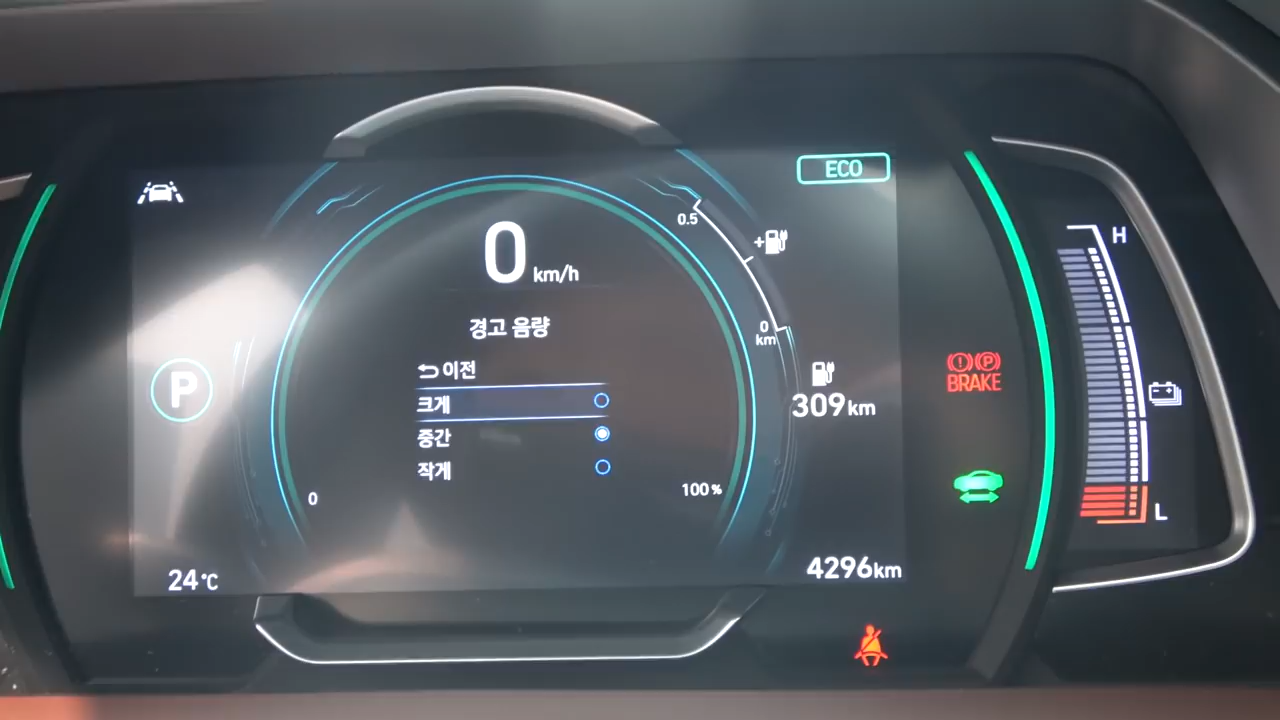 ECO
0.5
0 km/h
H
경고 음량
0 km
이전
크게
중간
작게
P
309km
BRAKE
0
100%
L
24℃
4296km